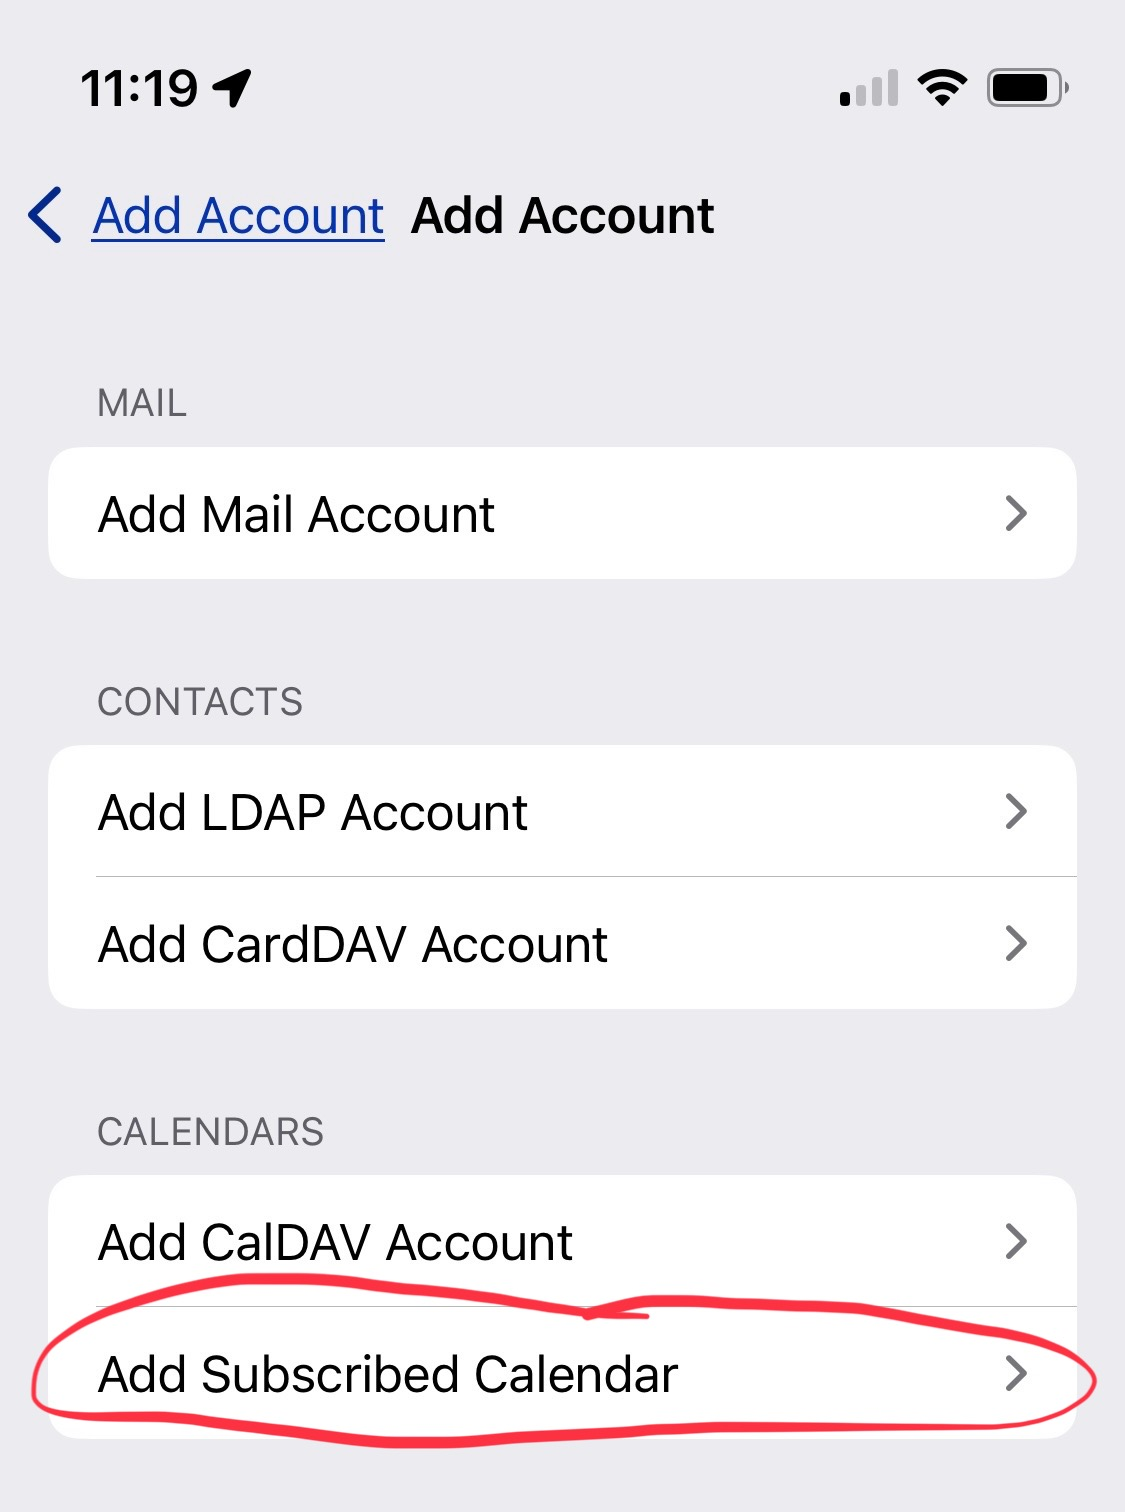 11:19
Add Account Add Account
MAIL
Add Mail Account
CONTACTS
Add LDAP Account
Add CardDAV Account
CALENDARS
Add CalDAV Account
Add Subscribed Calendar